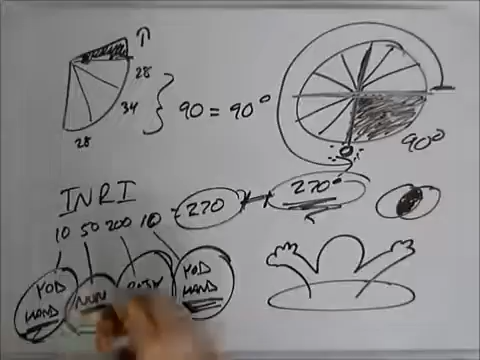 28
34
28
90 = 90°
90°
INRI
10 50 200 10 = 270 270°
YOD
HAND
NUN
YOD
HAND